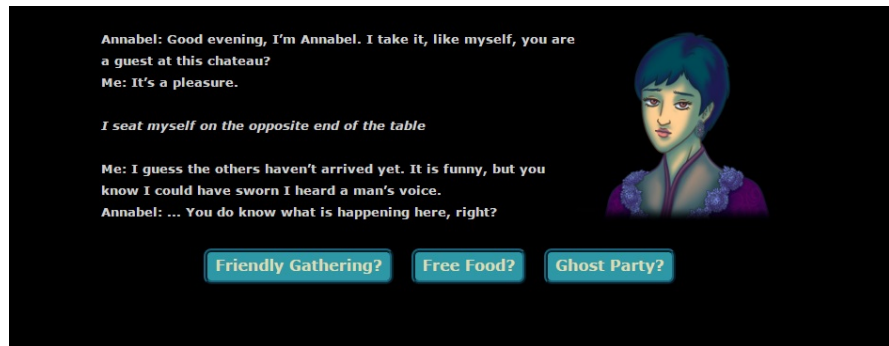 Annabel: Good evening, I’m Annabel. I take it, like myself, you are
a guest at this chateau?
Me: It’s a pleasure.
I seat myself on the opposite end of the table
Me: I guess the others haven’t arrived yet. It is funny, but you
know I could have sworn I heard a man’s voice.
Annabel: ... You do know what is happening here, right?
Friendly Gathering? Free Food? Ghost Party?